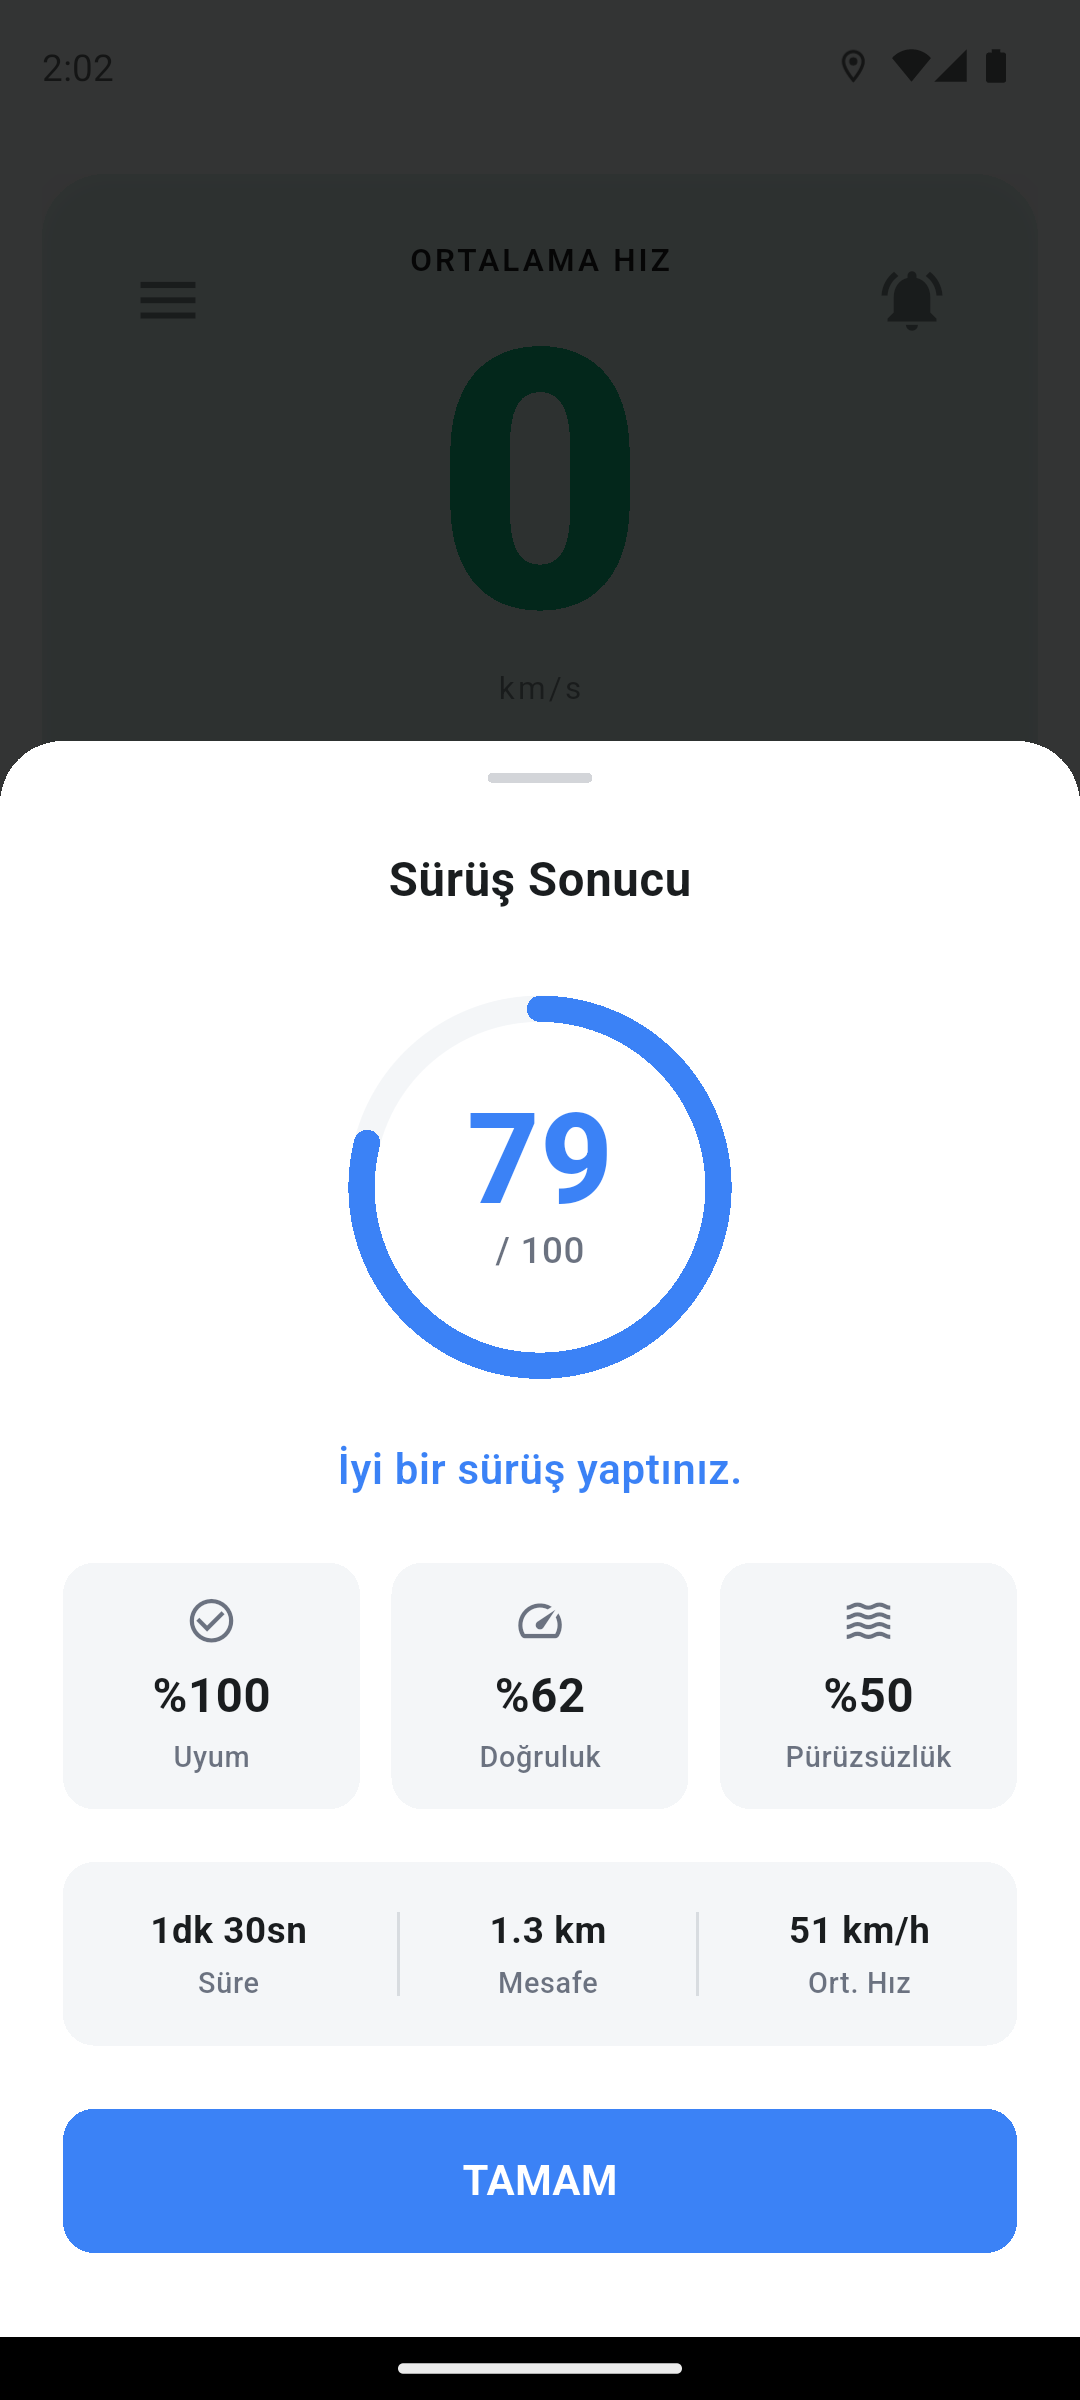 2:02
ORTALAMA HIZ
0
km/s
Sürüş Sonucu
79
/ 100
İyi bir sürüş yaptınız.
%100 %62 %50
Uyum Doğruluk Pürüzsüzlük
1dk 30sn 1.3 km 51 km/h
Süre Mesafe Ort. Hız
TAMAM